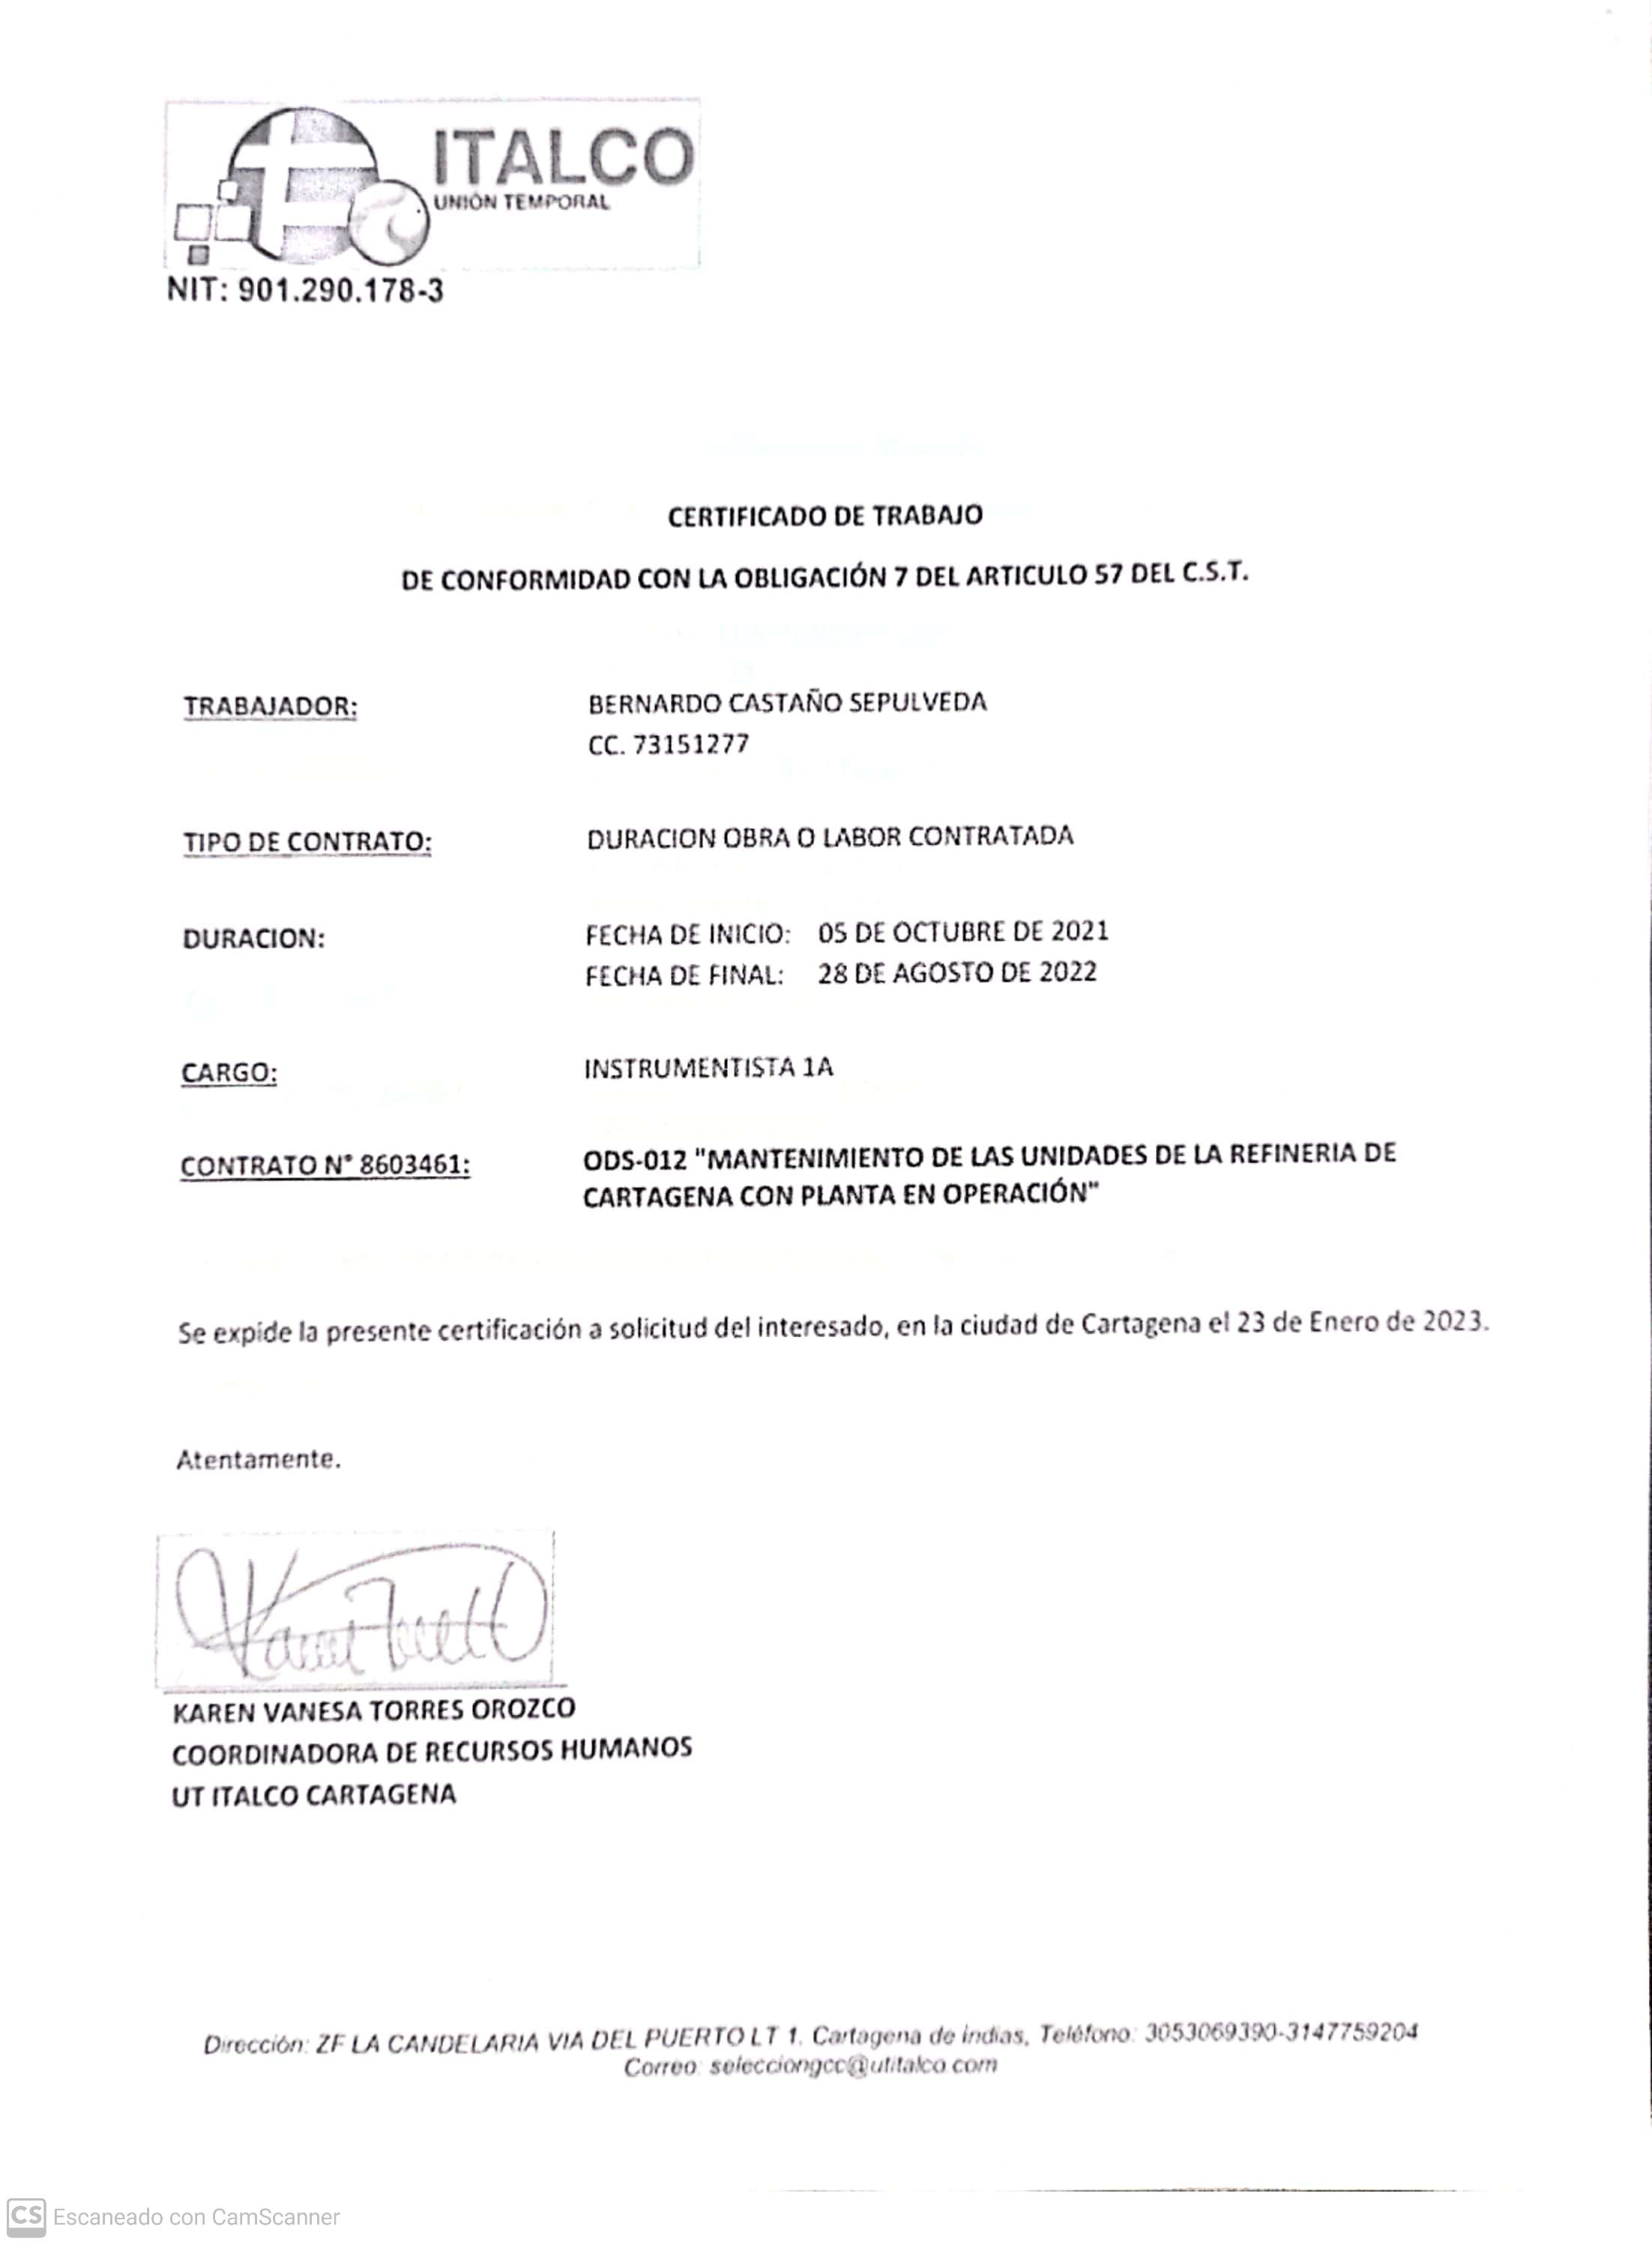 ITALCO
UNIÓN TEMPORAL
NIT: 901.290.178-3
CERTIFICADO DE TRABAJO
DE CONFORMIDAD CON LA OBLIGACIÓN 7 DEL ARTICULO 57 DEL C.S.T.
TRABAJADOR: BERNARDO CASTAÑO SEPULVEDA
CC. 73151277
TIPO DE CONTRATO: DURACION OBRA O LABOR CONTRATADA
DURACION: FECHA DE INICIO: 05 DE OCTUBRE DE 2021
FECHA DE FINAL: 28 DE AGOSTO DE 2022
CARGO: INSTRUMENTISTA 1A
CONTRATO N° 8603461: ODS-012 "MANTENIMIENTO DE LAS UNIDADES DE LA REFINERIA DE
CARTAGENA CON PLANTA EN OPERACIÓN"
Se expide la presente certificación a solicitud del interesado, en la ciudad de Cartagena el 23 de Enero de 2023.
Atentamente.
KAREN VANESA TORRES OROZCO
COORDINADORA DE RECURSOS HUMANOS
UT ITALCO CARTAGENA
Dirección: ZF LA CANDELARIA VIA DEL PUERTO LT 1. Cartagena de indias, Teléfono: 3053069390-3147759204
Correo: selecciongcc@utitalco.com
CS Escaneado con CamScanner